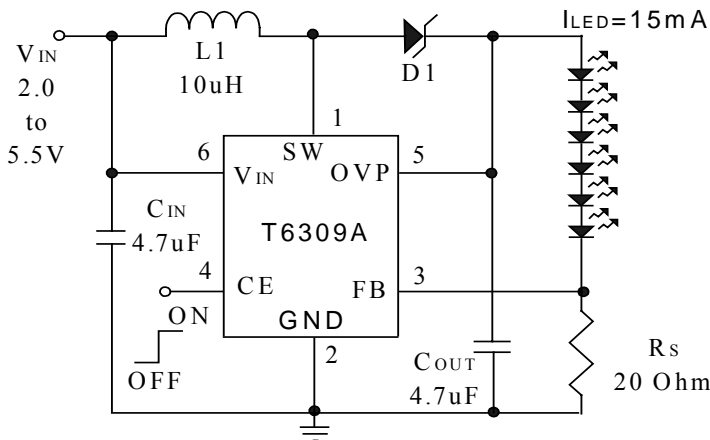 ILED=15mA
VIN
2.0
to
5.5V
L1
10uH
D1
1
6
SW
5
VIN
OVP
CIN
4.7uF
T6309A
4
CE
FB
3
ON
OFF
GND
2
COUT
4.7uF
RS
20 Ohm